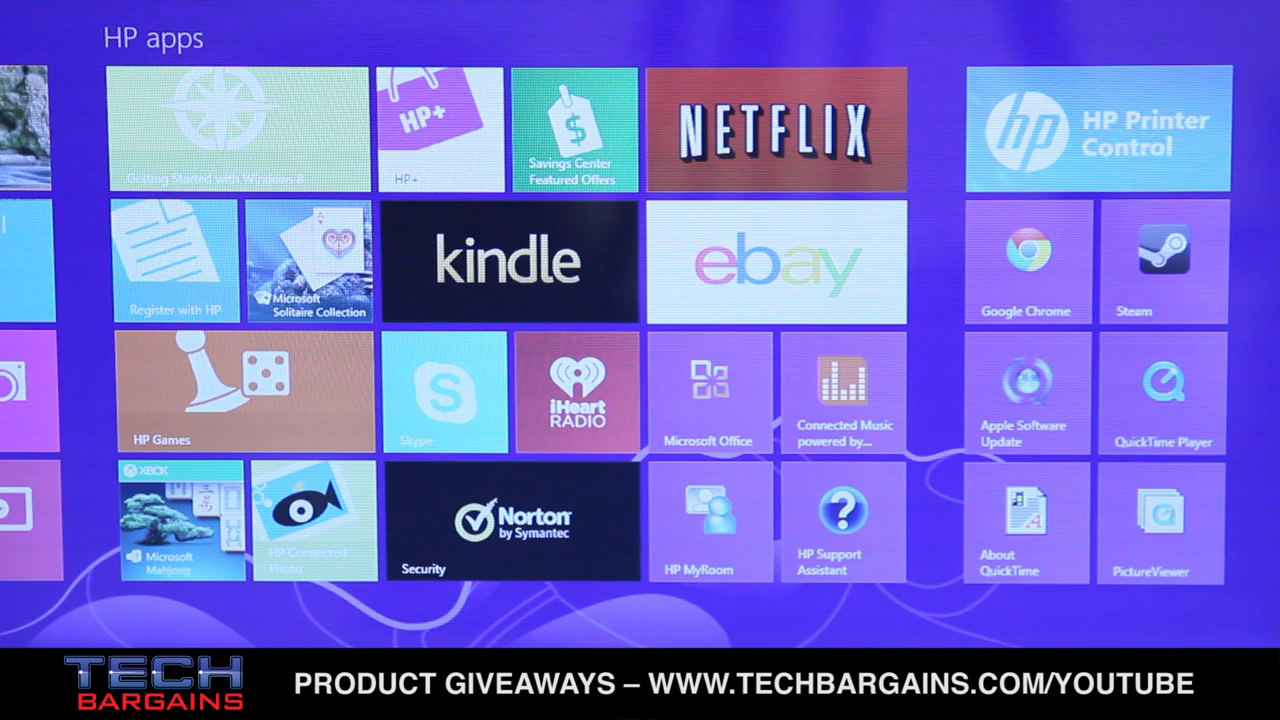 HP apps
Getting Started with Windows 8
HP+
HP+
$
Savings Center
Featured Offers
NETFLIX
hp
HP Printer
Control
Register with HP
A
Microsoft
Solitaire Collection
kindle
ebay
Google Chrome
Steam
HP Games
S
Skype
iHeart
RADIO
Microsoft Office
Connected Music
powered by...
Apple Software
Update
QuickTime Player
XBOX
Microsoft
Mahjong
HP Connected
Photo
Norton
by Symantec
Security
HP MyRoom
?
HP Support
Assistant
A
About
QuickTime
PictureViewer
TECH
BARGAINS
PRODUCT GIVEAWAYS – WWW.TECHBARGAINS.COM/YOUTUBE